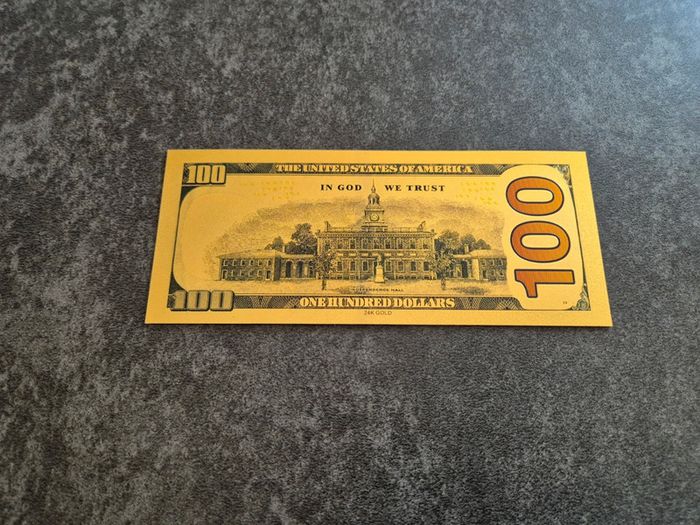 100
THE UNITED STATES OF AMERICA
IN GOD WE TRUST
100
100
ONE HUNDRED DOLLARS
24K GOLD